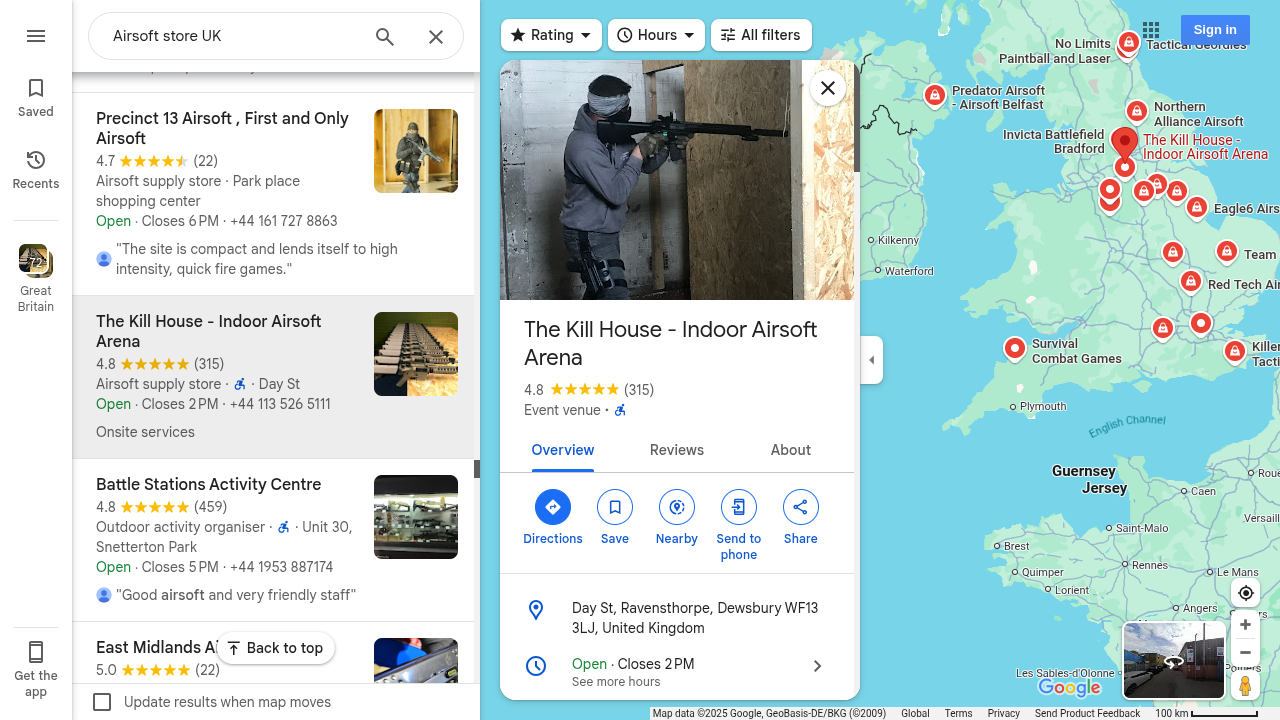 Airsoft store UK
Saved
Recents
72
Great
Britain
Get the
app
Precinct 13 Airsoft , First and Only
Airsoft
4.7 (22)
Airsoft supply store · Park place
shopping center
Open · Closes 6 PM · +44 161 727 8863
"The site is compact and lends itself to high
intensity, quick fire games."
The Kill House - Indoor Airsoft
Arena
4.8 (315)
Airsoft supply store · · Day St
Open · Closes 2 PM · +44 113 526 5111
Onsite services
Battle Stations Activity Centre
4.8 (459)
Outdoor activity organiser · · Unit 30,
Snetterton Park
Open · Closes 5 PM · +44 1953 887174
"Good airsoft and very friendly staff"
East Midlands
5.0 (22)
Back to top
Update results when map moves
Rating
Hours
All filters
The Kill House - Indoor Airsoft
Arena
4.8 (315)
Event venue ·
Overview
Reviews
About
Directions
Save
Nearby
Send to
phone
Share
Day St, Ravensthorpe, Dewsbury WF13
3LJ, United Kingdom
Open · Closes 2 PM
See more hours
Sign in
No Limits
Paintball and Laser
Tactical Geordies
Predator Airsoft
- Airsoft Belfast
Northern
Alliance Airsoft
Invicta Battlefield
Bradford
The Kill House -
Indoor Airsoft Arena
Eagle6 Airs
Kilkenny
Waterford
Team
Red Tech Air
Survival
Combat Games
Killer
Tacti
Plymouth
English Channel
Guernsey
Jersey
Roue
Caen
Versaill
Saint-Malo
Brest
Rennes
Quimper
Le Mans
Lorient
Angers
Tours
Poitiers
Les Sables-d'Olonne
Google
Map data ©2025 Google, GeoBasis-DE/BKG (©2009)
Global
Terms
Privacy
Send Product Feedback
100 km